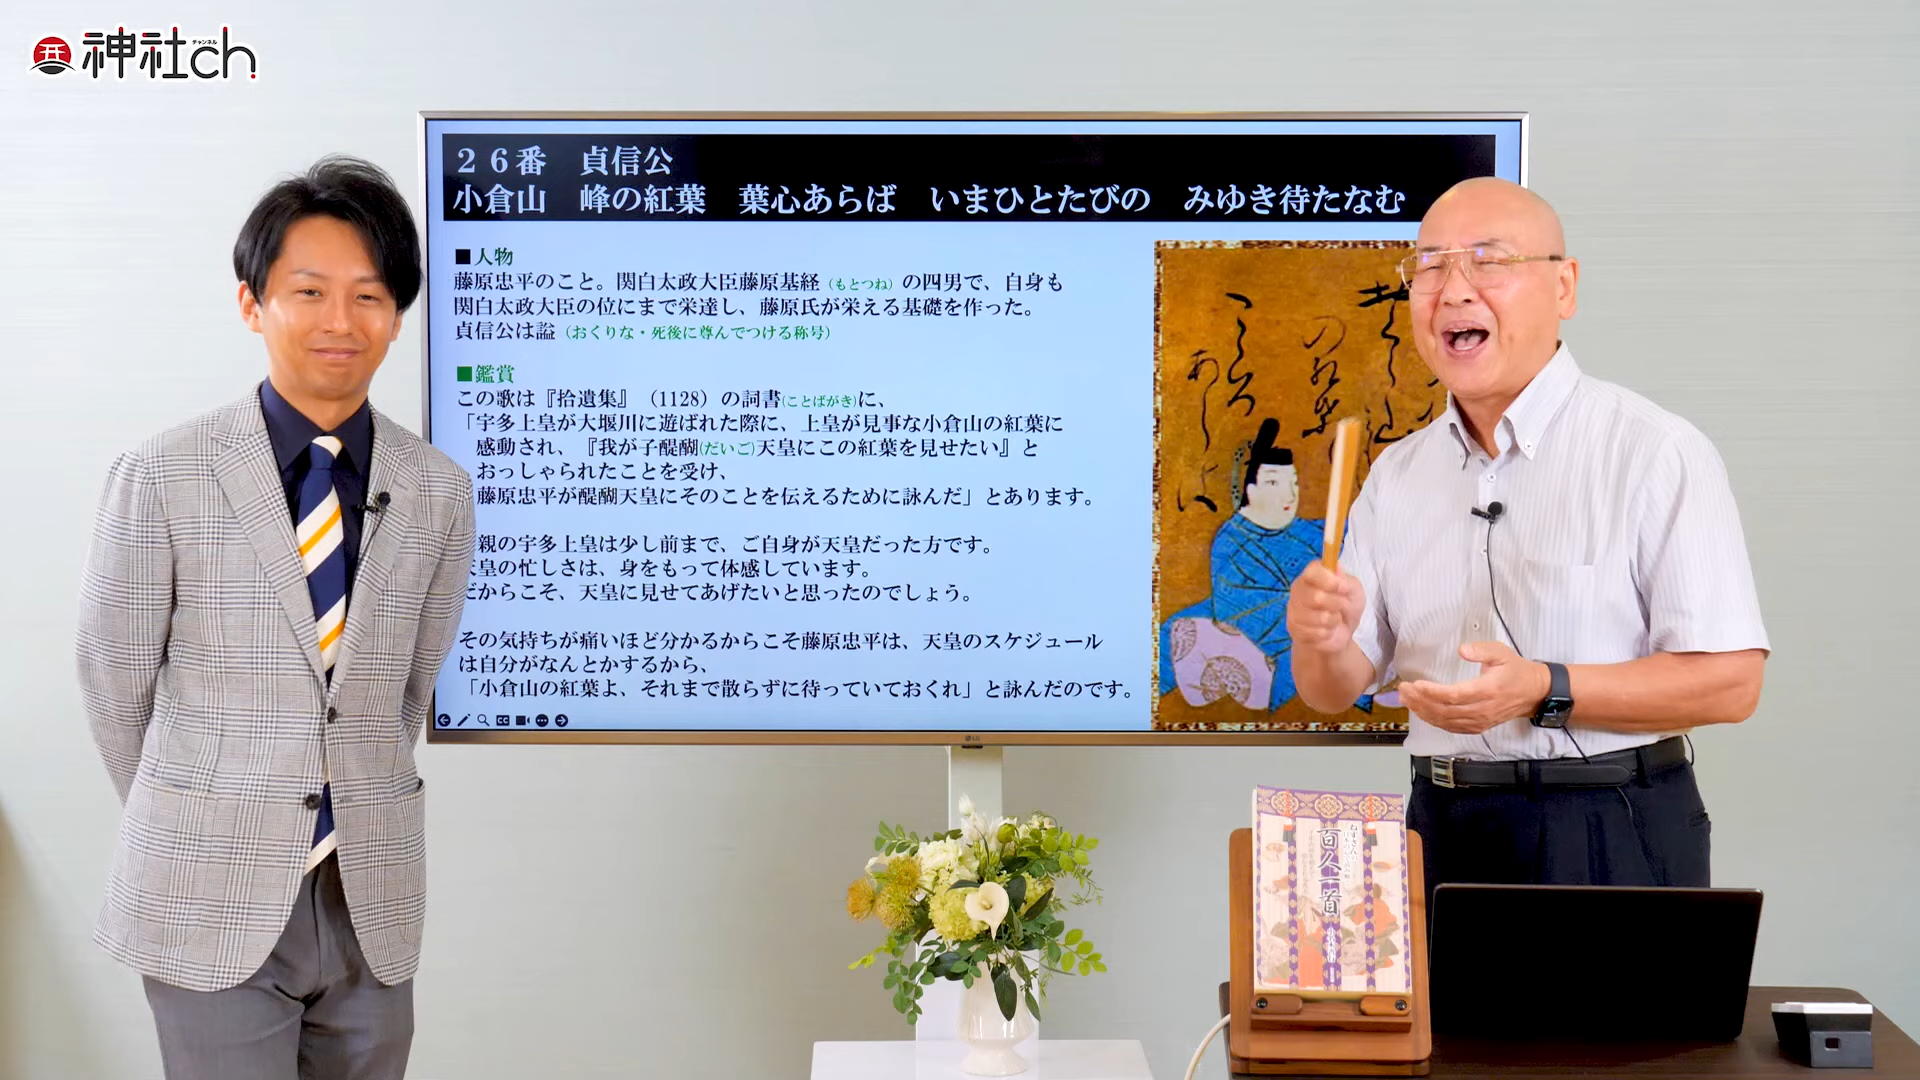 神社ch
チャンネル
26番 貞信公
小倉山 峰の紅葉 葉心あらば いまひとたびの みゆき待たなむ
■人物
藤原忠平のこと。関白太政大臣藤原基経(もとつね)の四男で、自身も
関白太政大臣の位にまで栄達し、藤原氏が栄える基礎を作った。
貞信公は諡(おくりな・死後に尊んでつける称号)
■鑑賞
この歌は『拾遺集』(1128)の詞書(ことばがき)に、
「宇多上皇が大堰川に遊ばれた際に、上皇が見事な小倉山の紅葉に
感動され、『我が子醍醐(だいご)天皇にこの紅葉を見せたい』と
おっしゃられたことを受け、
藤原忠平が醍醐天皇にそのことを伝えるために詠んだ」とあります。
親の宇多上皇は少し前まで、ご自身が天皇だった方です。
天皇の忙しさは、身をもって体感しています。
だからこそ、天皇に見せてあげたいと思ったのでしょう。
その気持ちが痛いほど分かるからこそ藤原忠平は、天皇のスケジュール
は自分がなんとかするから、
「小倉山の紅葉よ、それまで散らずに待っていておくれ」と詠んだのです。
LG
百人一首